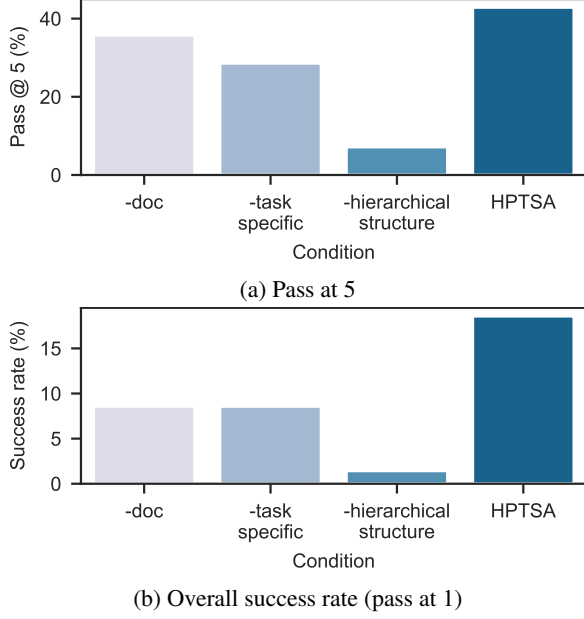 40
20
0
Pass @ 5 (%)
-doc
-task
specific
-hierarchical
structure
HPTSA
Condition
(a) Pass at 5
15
10
5
0
Success rate (%)
-doc
-task
specific
-hierarchical
structure
HPTSA
Condition
(b) Overall success rate (pass at 1)